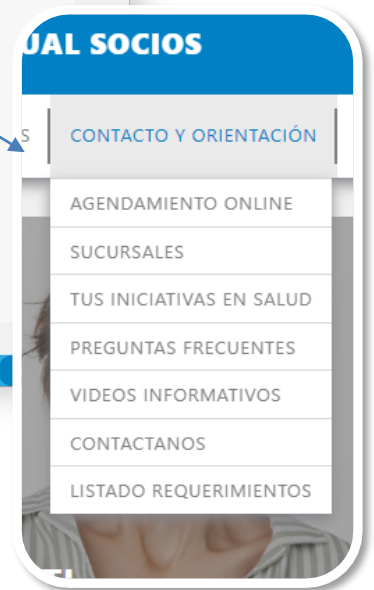 UAL SOCIOS
S
CONTACTO Y ORIENTACIÓN
AGENDAMIENTO ONLINE
SUCURSALES
TUS INICIATIVAS EN SALUD
PREGUNTAS FRECUENTES
VIDEOS INFORMATIVOS
CONTACTANOS
LISTADO REQUERIMIENTOS